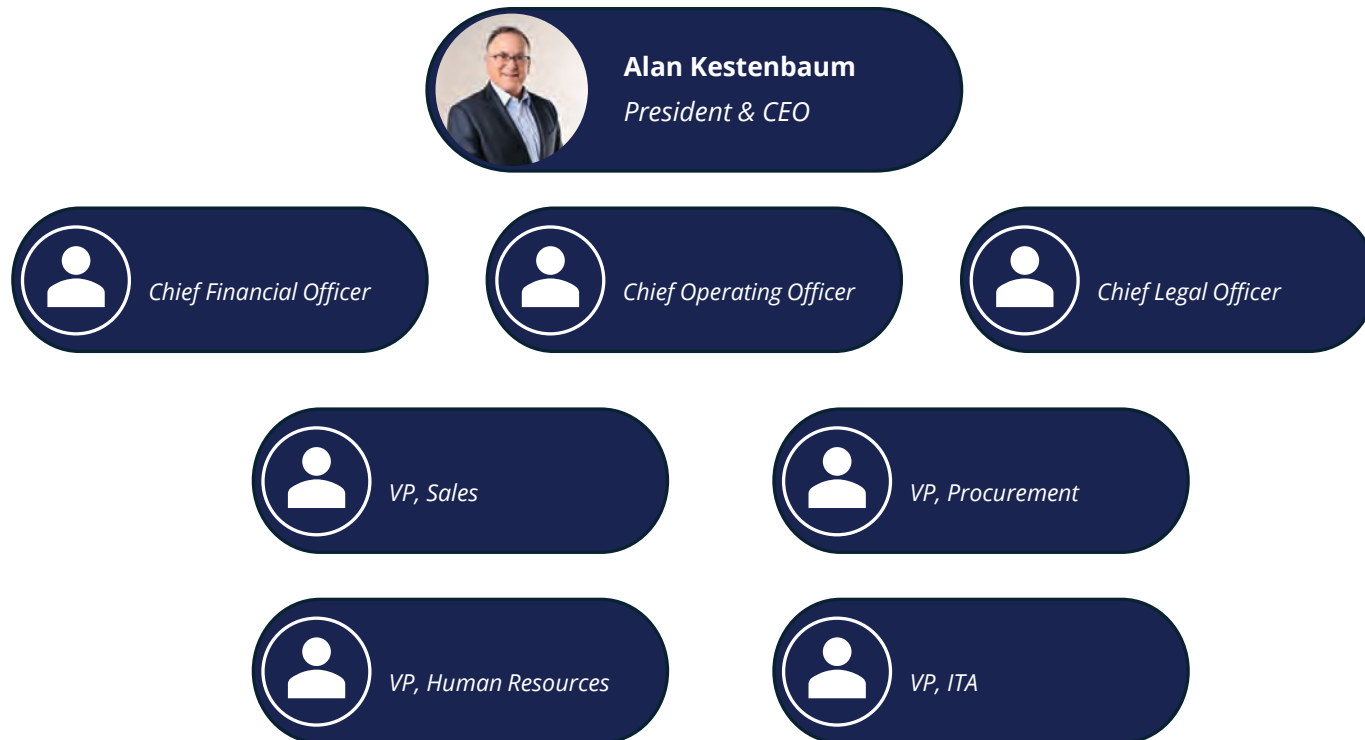 Alan Kestenbaum
President & CEO
Chief Financial Officer
Chief Operating Officer
Chief Legal Officer
VP, Sales
VP, Procurement
VP, Human Resources
VP, ITA